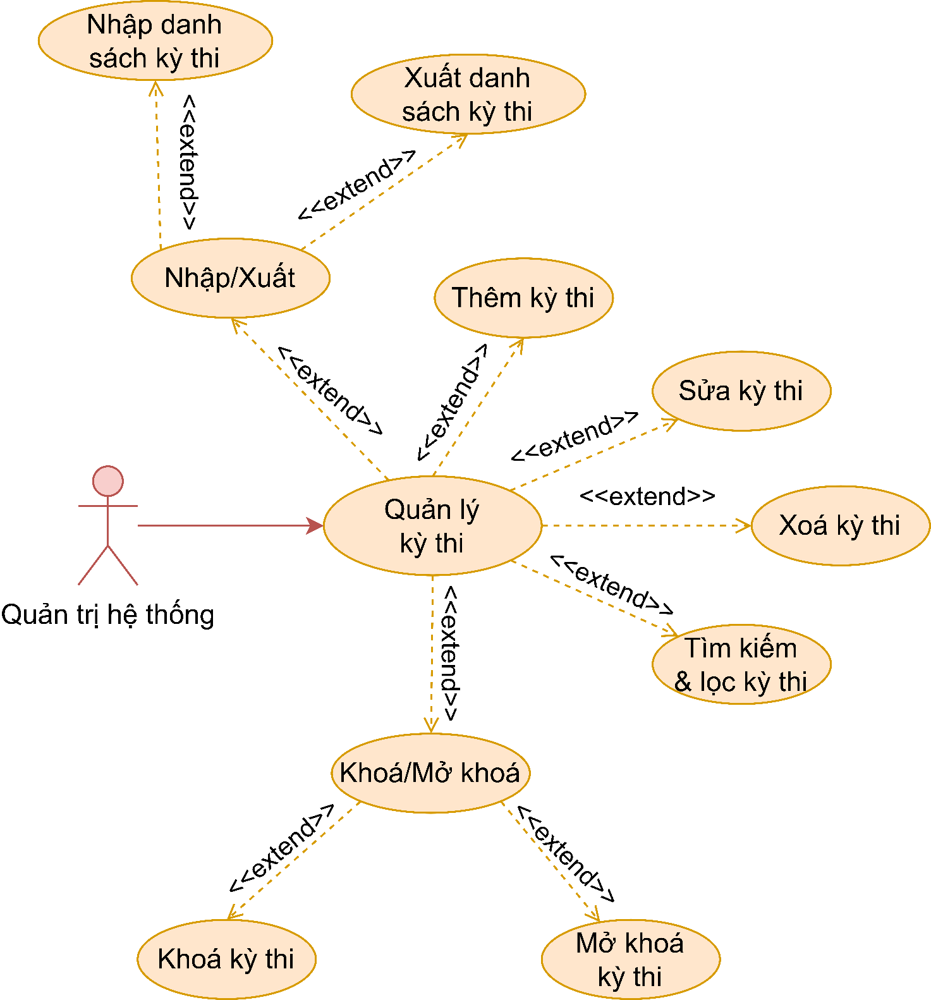 Nhập danh
sách kỳ thi
Xuất danh
sách kỳ thi
<<extend>>
<<extend>>
Nhập/Xuất
Thêm kỳ thi
<<extend>>
<<extend>>
Sửa kỳ thi
<<extend>>
<<extend>>
Quản lý
kỳ thi
Xoá kỳ thi
<<extend>>
Quản trị hệ thống
<<extend>>
Tìm kiếm
& lọc kỳ thi
Khoá/Mở khoá
<<extend>>
<<extend>>
Khoá kỳ thi
Mở khoá
kỳ thi